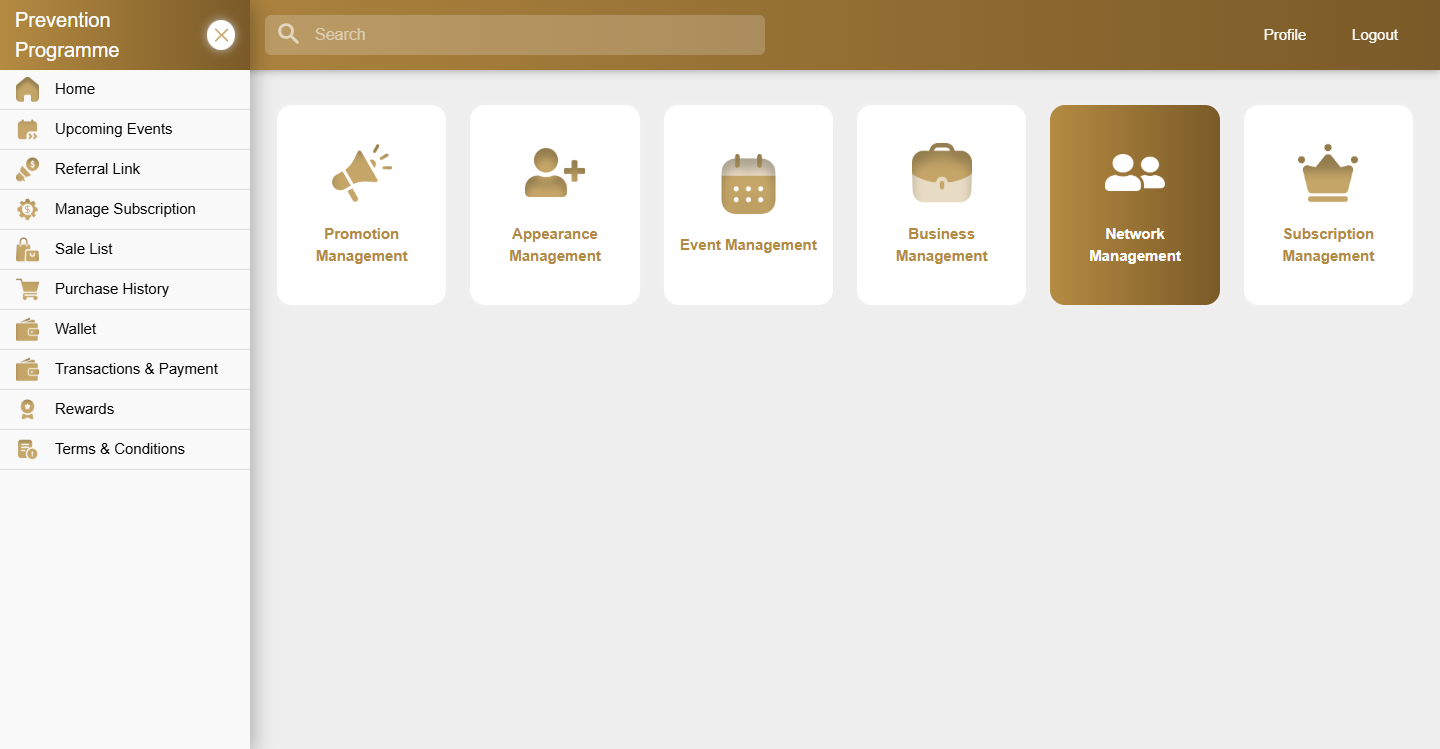 Prevention
Programme
Search
Profile
Logout
Home
Upcoming Events
Referral Link
Manage Subscription
Sale List
Purchase History
Wallet
Transactions & Payment
Rewards
Terms & Conditions
Promotion
Management
Appearance
Management
Event Management
Business
Management
Network
Management
Subscription
Management